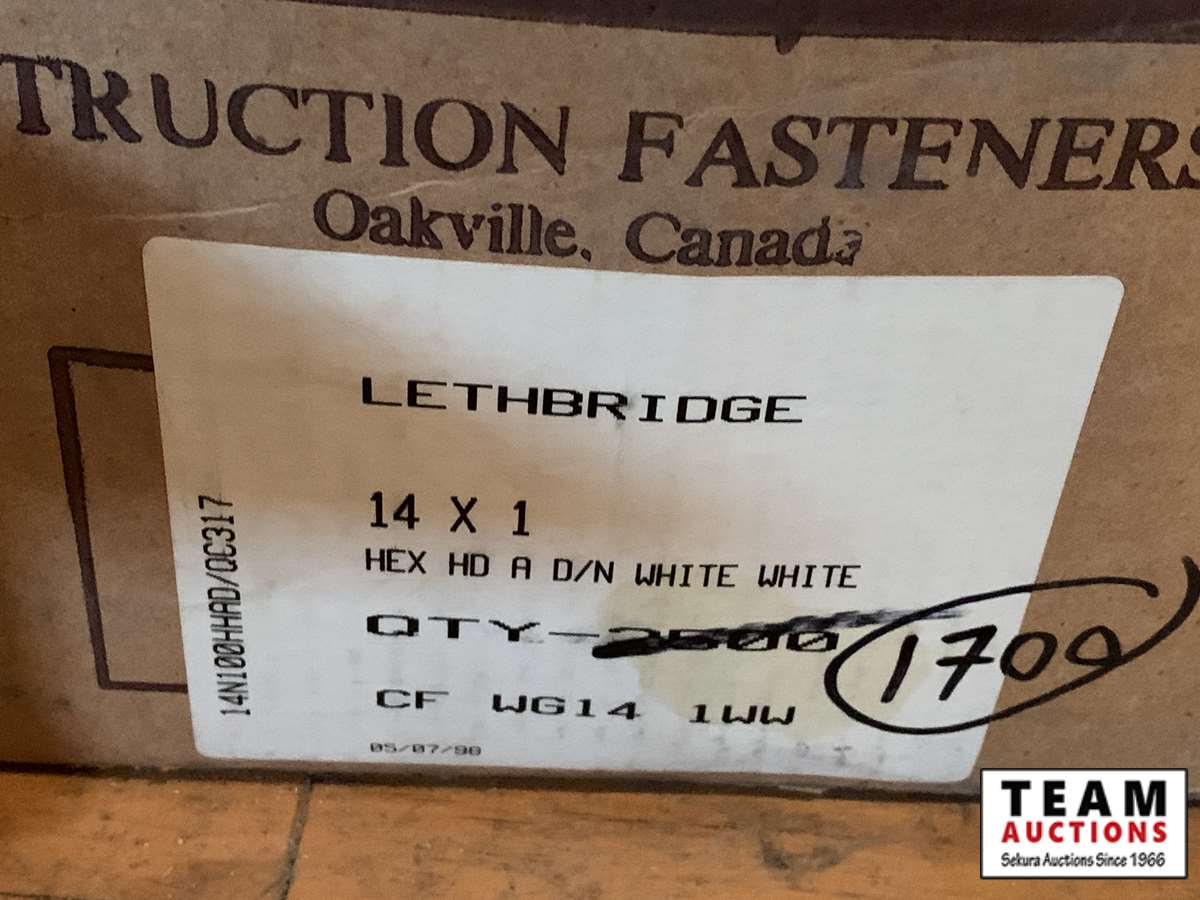 TRUCTION FASTENERS
Oakville, Canada
LETHBRIDGE
14 X 1
HEX HD A D/N WHITE WHITE
QTY-2500 1700
CF WG14 1WW
05/07/98
14N100HHAD/QC317
TEAM
AUCTIONS
Sekura Auctions Since 1966